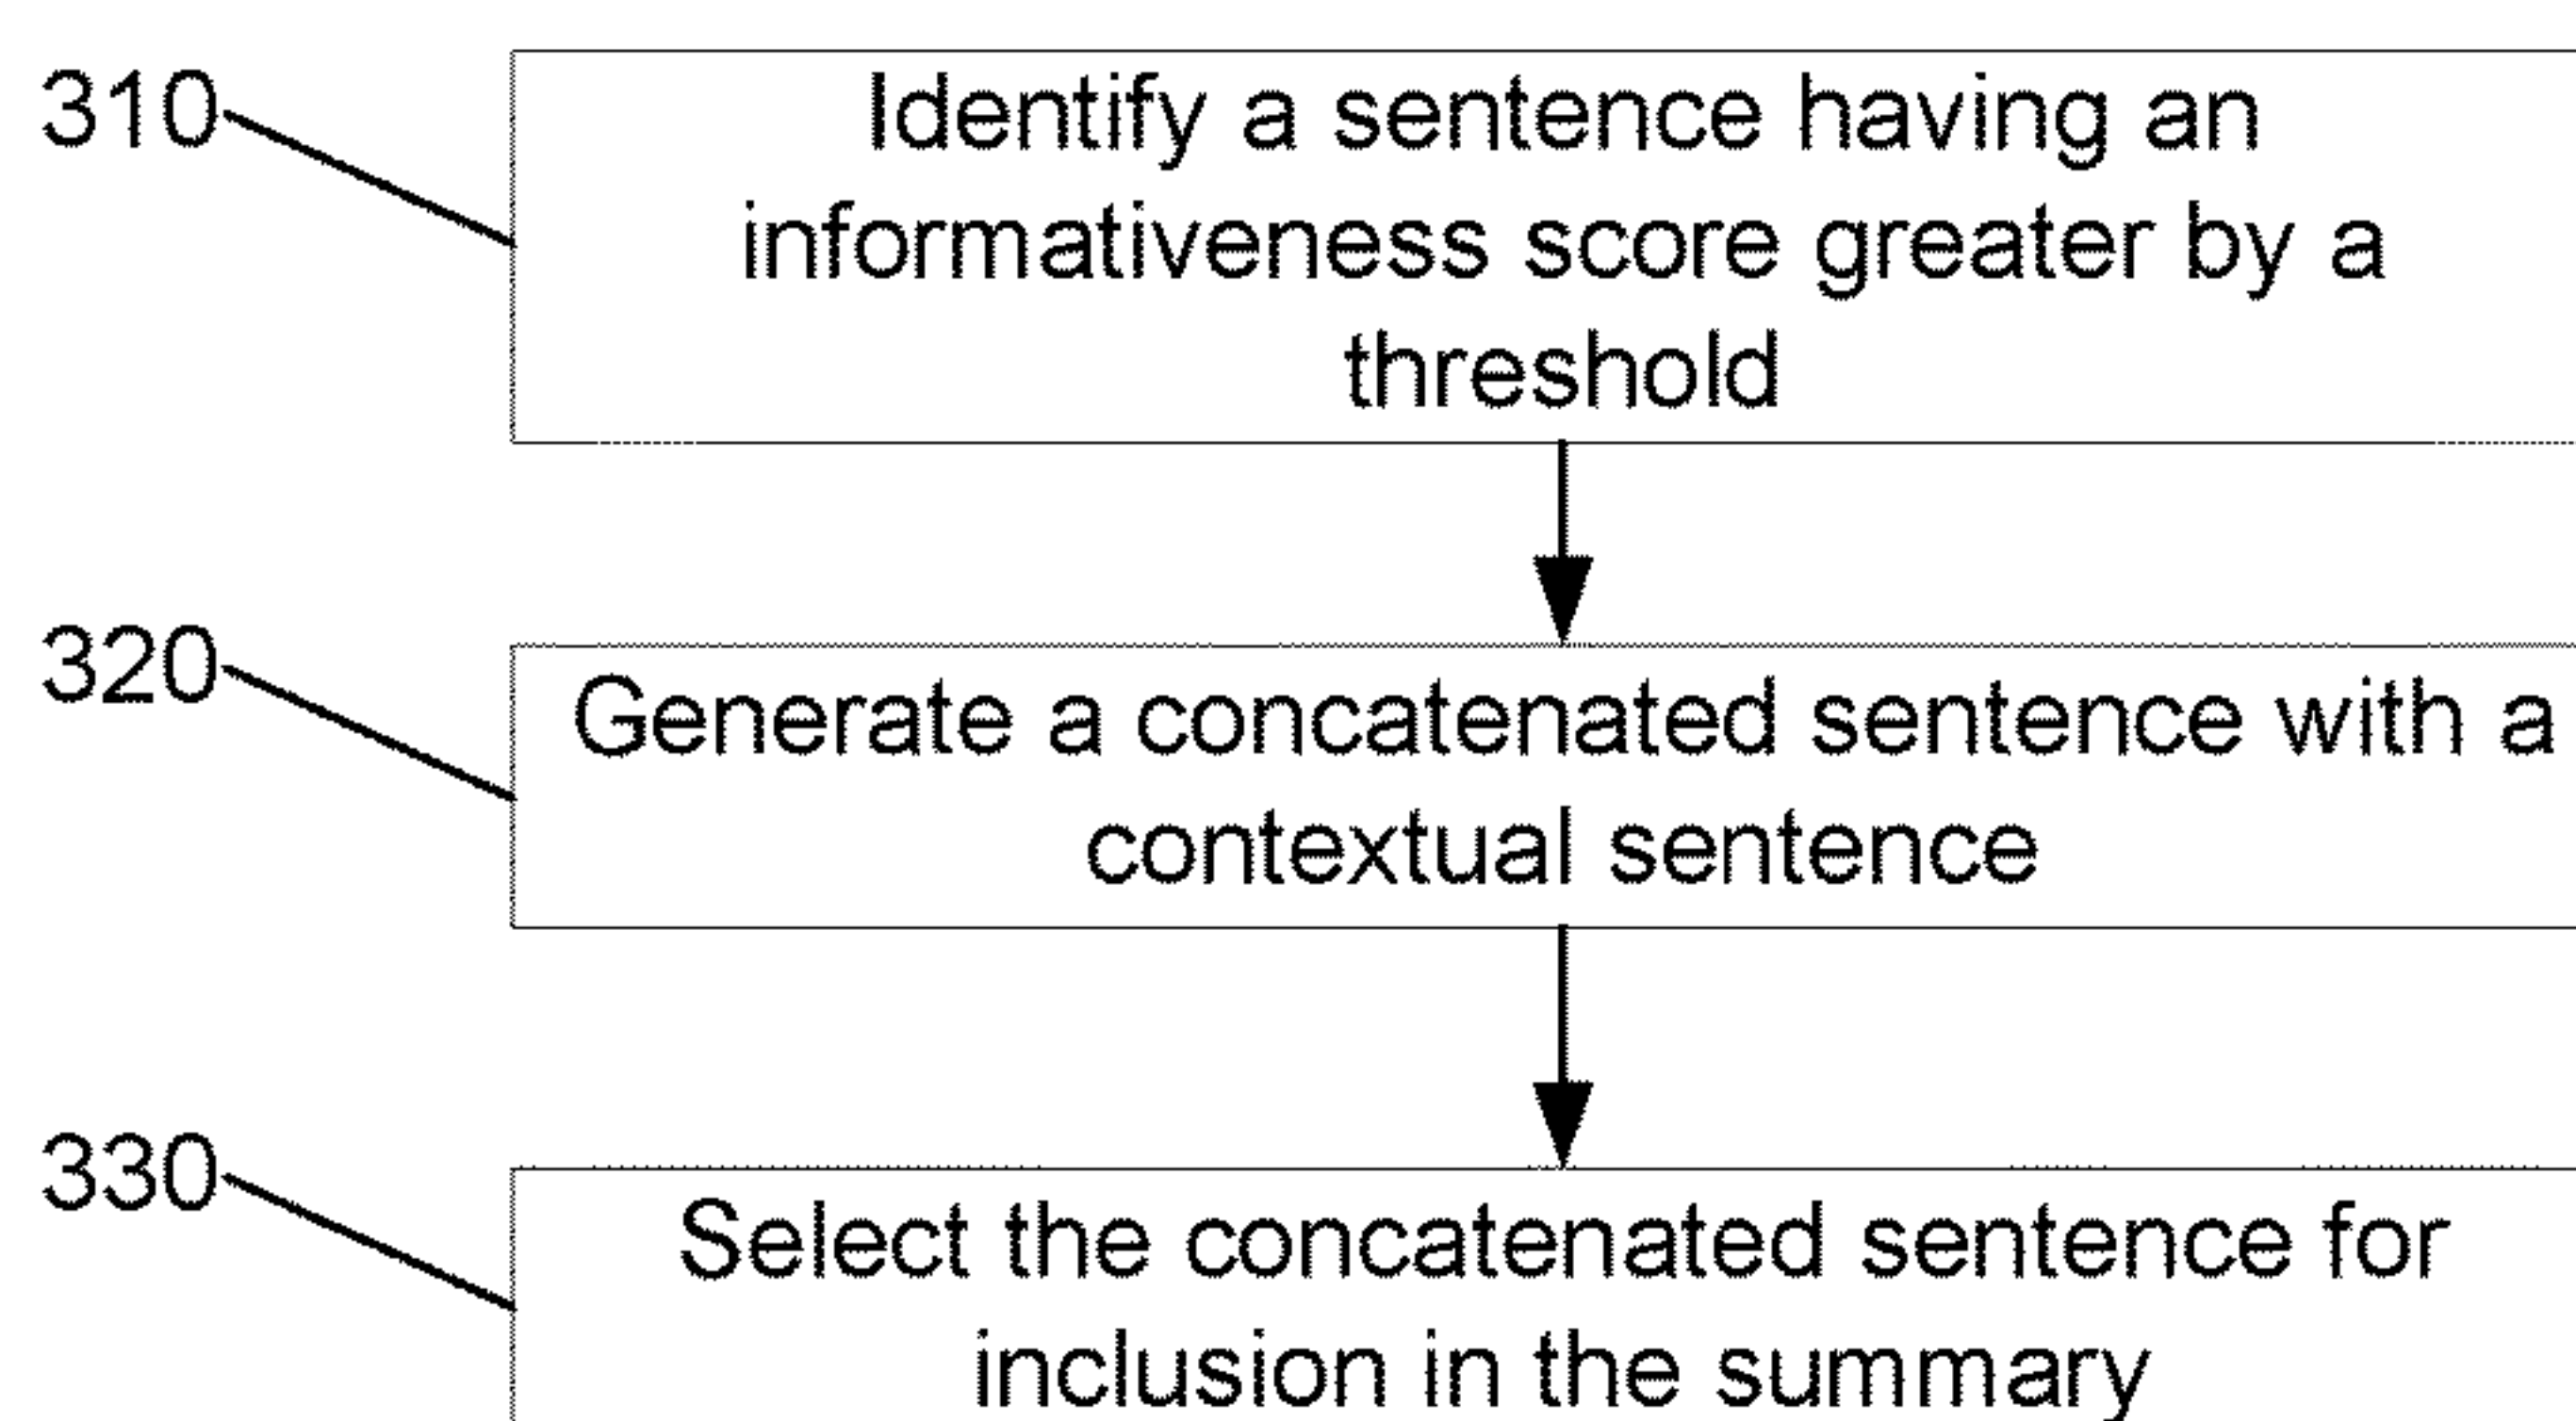 310
Identify a sentence having an
informativeness score greater by a
threshold
320
Generate a concatenated sentence with a
contextual sentence
330
Select the concatenated sentence for
inclusion in the summary